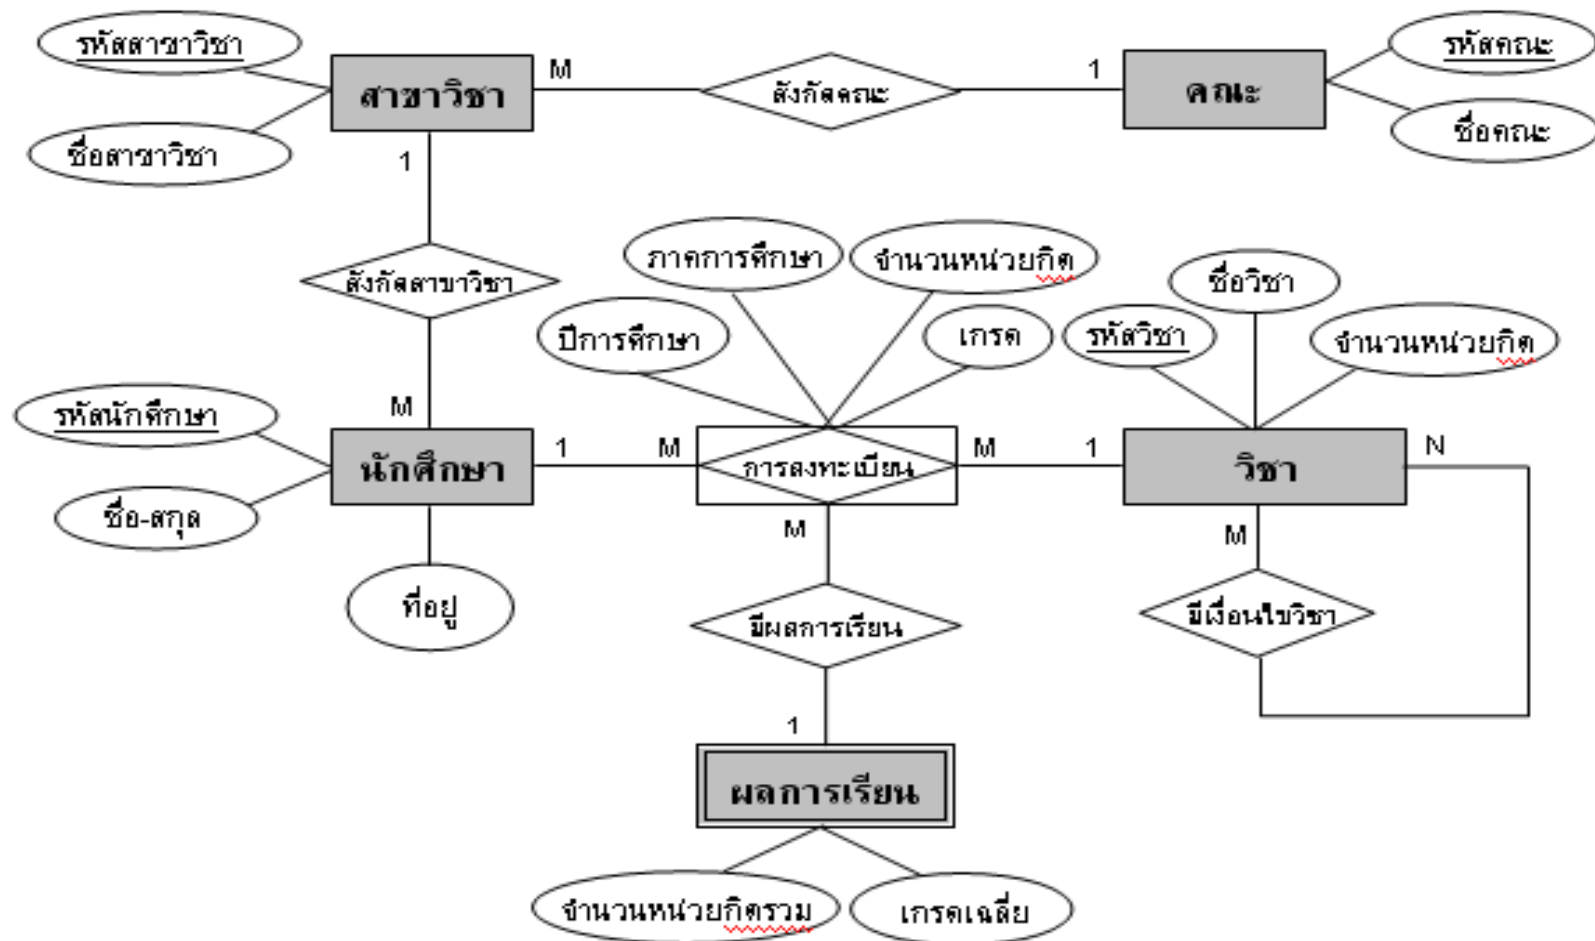 รหัสสาขาวิชา
สาขาวิชา
M
สังกัดคณะ
1
คณะ
รหัสคณะ
ชื่อสาขาวิชา
ชื่อคณะ
1
สังกัดสาขาวิชา
ภาคการศึกษา
จำนวนหน่วยกิต
ชื่อวิชา
ปีการศึกษา
เกรด
รหัสวิชา
จำนวนหน่วยกิต
M
รหัสนักศึกษา
นักศึกษา
1
M
การลงทะเบียน
M
1
วิชา
N
ชื่อ-สกุล
M
M
ที่อยู่
มีผลการเรียน
มีเงื่อนไขวิชา
1
ผลการเรียน
จำนวนหน่วยกิตรวม
เกรดเฉลี่ย